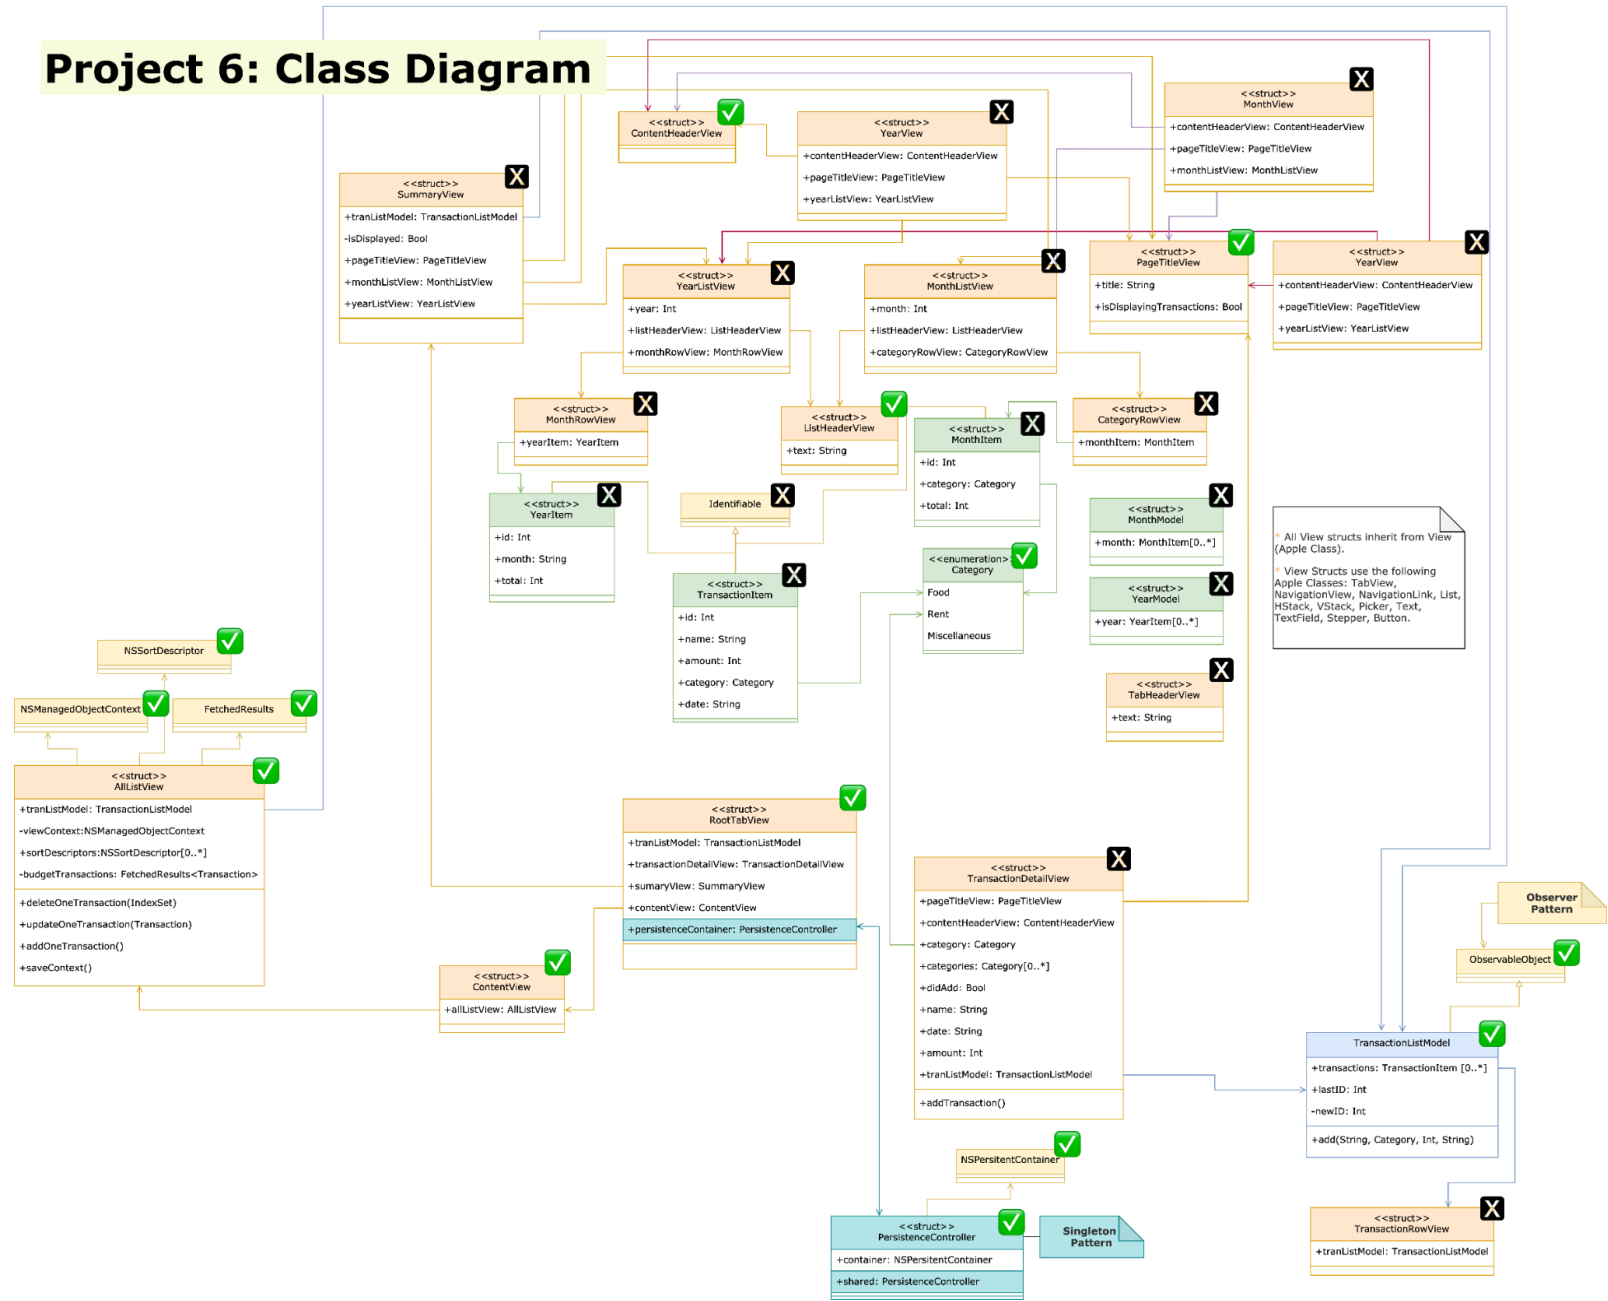 Project 6: Class Diagram
<<struct>>
ContentHeaderView
<<struct>>
YearView
+contentHeaderView: ContentHeaderView
+pageTitleView: PageTitleView
+yearListView: YearListView
<<struct>>
MonthView
+contentHeaderView: ContentHeaderView
+pageTitleView: PageTitleView
+monthListView: MonthListView
<<struct>>
SummaryView
+tranListModel: TransactionListModel
-isDisplayed: Bool
+pageTitleView: PageTitleView
+monthListView: MonthListView
+yearListView: YearListView
<<struct>>
YearListView
+year: Int
+listHeaderView: ListHeaderView
+monthRowView: MonthRowView
<<struct>>
MonthListView
+month: Int
+listHeaderView: ListHeaderView
+categoryRowView: CategoryRowView
<<struct>>
PageTitleView
+title: String
+isDisplayingTransactions: Bool
<<struct>>
YearView
+contentHeaderView: ContentHeaderView
+pageTitleView: PageTitleView
+yearListView: YearListView
<<struct>>
MonthRowView
+yearItem: YearItem
<<struct>>
ListHeaderView
+text: String
<<struct>>
MonthItem
+id: Int
+category: Category
+total: Int
<<struct>>
CategoryRowView
+monthItem: MonthItem
<<struct>>
YearItem
+id: Int
+month: String
+total: Int
Identifiable
<<struct>>
MonthModel
+month: MonthItem[0..*]
* All View structs inherit from View
(Apple Class).
* View Structs use the following
Apple Classes: TabView,
NavigationView, NavigationLink, List,
HStack, VStack, Picker, Text,
TextField, Stepper, Button.
<<enumeration>>
Category
Food
Rent
Miscellaneous
<<struct>>
TransactionItem
+id: Int
+name: String
+amount: Int
+category: Category
+date: String
<<struct>>
YearModel
+year: YearItem[0..*]
<<struct>>
TabHeaderView
+text: String
NSSortDescriptor
NSManagedObjectContext
FetchedResults
<<struct>>
AllListView
+tranListModel: TransactionListModel
-viewContext:NSManagedObjectContext
+sortDescriptors:NSSortDescriptor[0..*]
-budgetTransactions: FetchedResults<Transaction>
+deleteOneTransaction(IndexSet)
+updateOneTransaction(Transaction)
+addOneTransaction()
+saveContext()
<<struct>>
RootTabView
+tranListModel: TransactionListModel
+transactionDetailView: TransactionDetailView
+sumaryView: SummaryView
+contentView: ContentView
+persistenceContainer: PersistenceController
<<struct>>
ContentView
+allListView: AllListView
<<struct>>
TransactionDetailView
+pageTitleView: PageTitleView
+contentHeaderView: ContentHeaderView
+category: Category
+categories: Category[0..*]
+didAdd: Bool
+name: String
+date: String
+amount: Int
+tranListModel: TransactionListModel
+addTransaction()
Observer
Pattern
ObservableObject
TransactionListModel
+transactions: TransactionItem [0..*]
+lastID: Int
-newID: Int
+add(String, Category, Int, String)
NSPersitentContainer
<<struct>>
PersistenceController
+container: NSPersitentContainer
+shared: PersistenceController
Singleton
Pattern
<<struct>>
TransactionRowView
+tranListModel: TransactionListModel